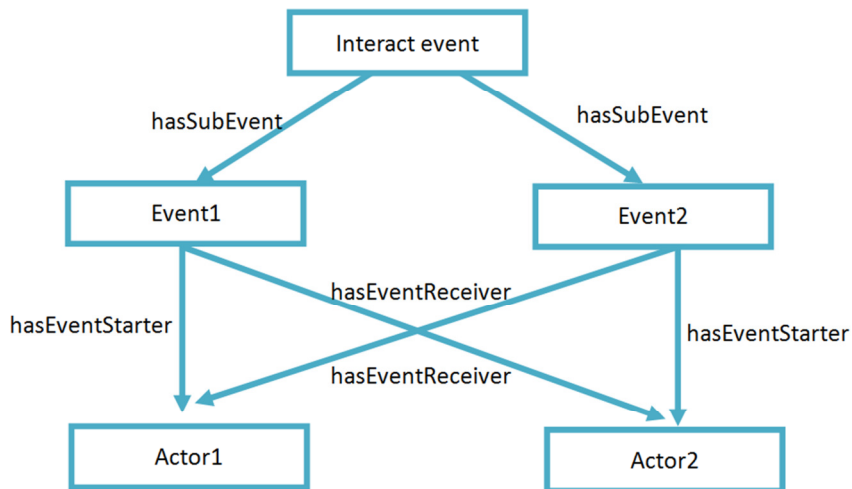 Interact event
hasSubEvent
hasSubEvent
Event1
Event2
hasEventReceiver
hasEventStarter
hasEventStarter
hasEventReceiver
Actor1
Actor2